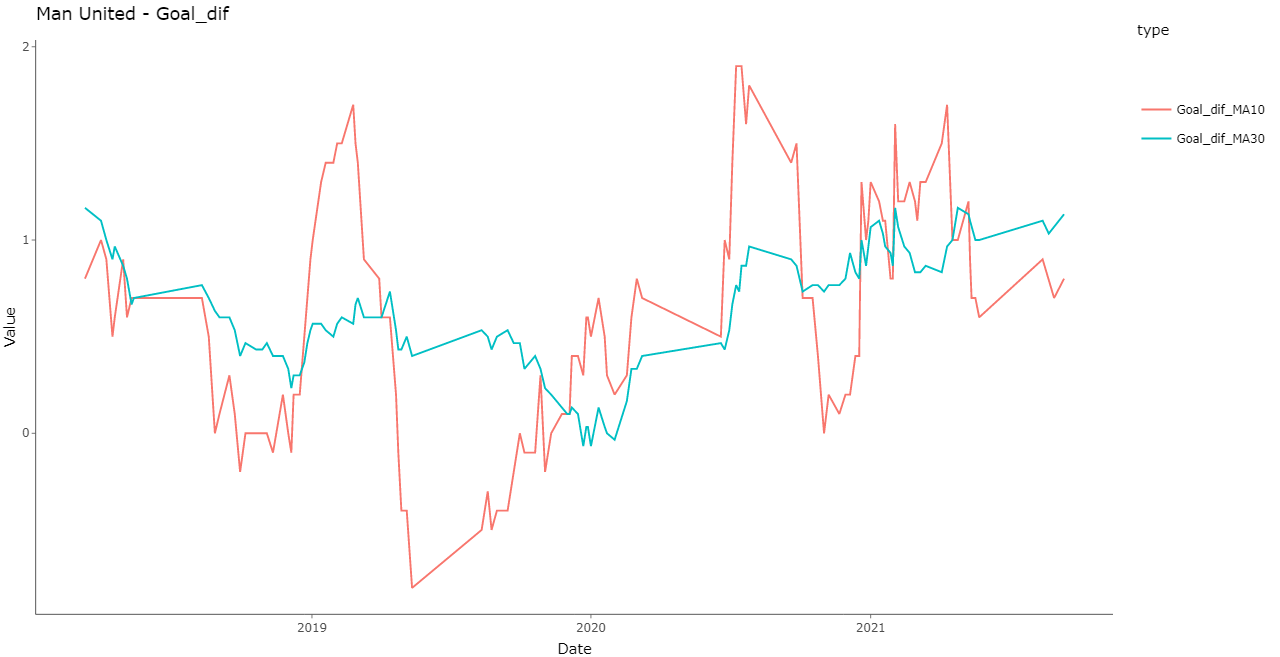 Man United - Goal_dif
type
Goal_dif_MA10
Goal_dif_MA30
Value
2
1
0
2019
2020
2021
Date